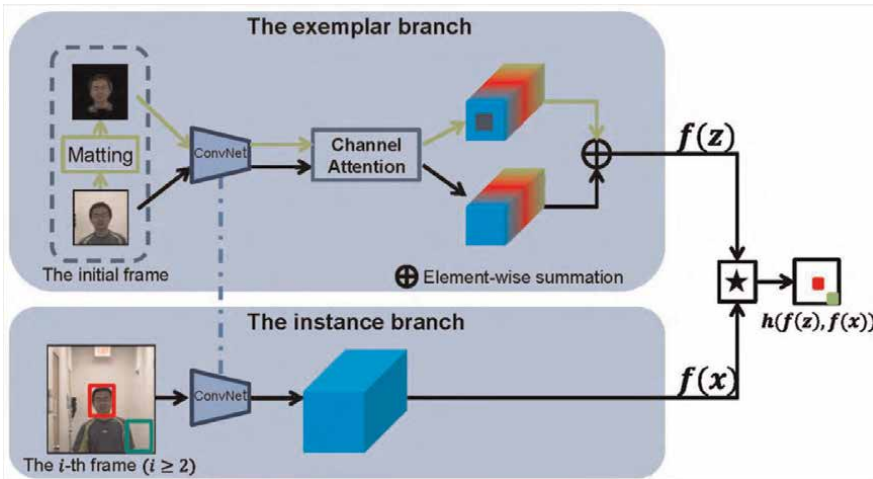 The exemplar branch
Matting
ConvNet
Channel
Attention
f(z)
The initial frame
⊕ Element-wise summation
★
h(f(z), f(x))
The instance branch
ConvNet
f(x)
The i-th frame (i ≥ 2)